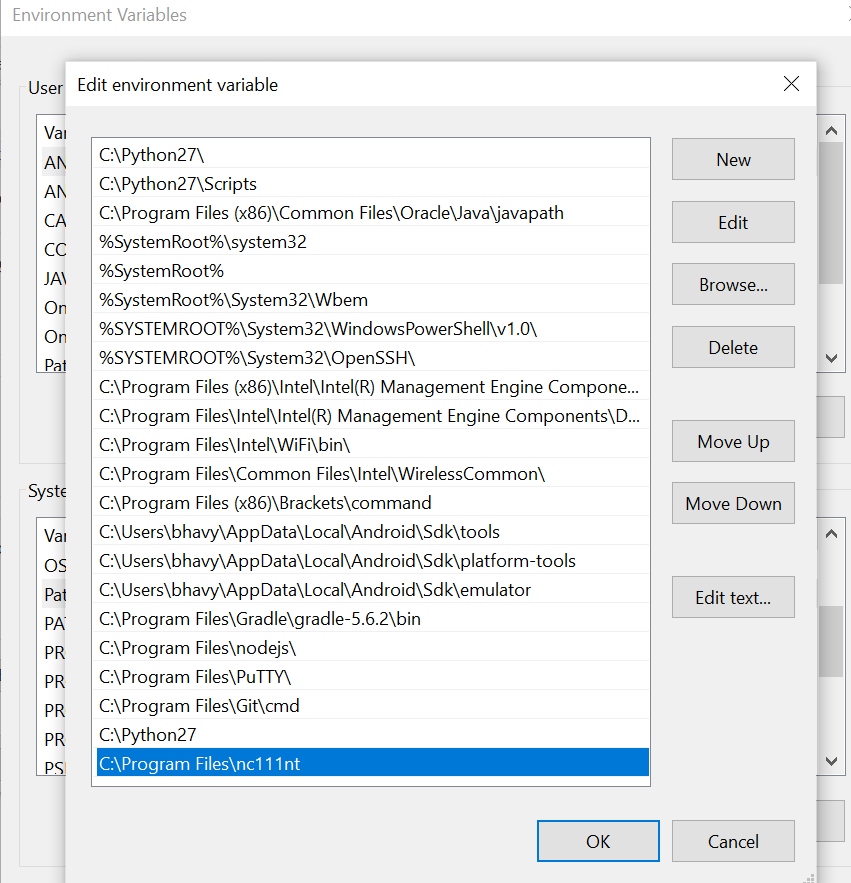 Environment Variables
Edit environment variable
User
Var
AN
AN
CA
CO
JAV
On
On
Pat
C:\Python27\
C:\Python27\Scripts
C:\Program Files (x86)\Common Files\Oracle\Java\javapath
%SystemRoot%\system32
%SystemRoot%
%SystemRoot%\System32\Wbem
%SYSTEMROOT%\System32\WindowsPowerShell\v1.0\
%SYSTEMROOT%\System32\OpenSSH\
C:\Program Files (x86)\Intel\Intel(R) Management Engine Compone...
C:\Program Files\Intel\Intel(R) Management Engine Components\D...
C:\Program Files\Intel\WiFi\bin\
C:\Program Files\Common Files\Intel\WirelessCommon\
C:\Program Files (x86)\Brackets\command
C:\Users\bhavy\AppData\Local\Android\Sdk\tools
C:\Users\bhavy\AppData\Local\Android\Sdk\platform-tools
C:\Users\bhavy\AppData\Local\Android\Sdk\emulator
C:\Program Files\Gradle\gradle-5.6.2\bin
C:\Program Files\nodejs\
C:\Program Files\PuTTY\
C:\Program Files\Git\cmd
C:\Python27
C:\Program Files\nc111nt
New
Edit
Browse...
Delete
Move Up
Move Down
Edit text...
Syste
Var
OS
Pat
PAT
PR
PR
PR
PR
PS
OK
Cancel